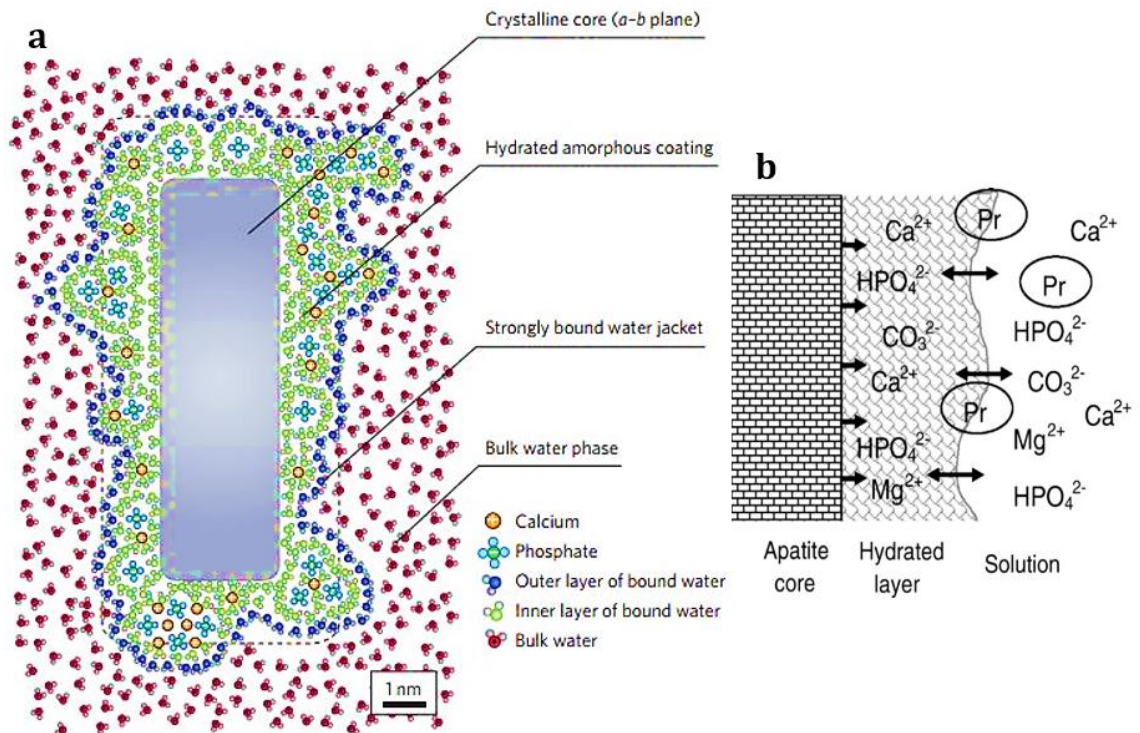 a
Crystalline core (a–b plane)
Hydrated amorphous coating
Strongly bound water jacket
Bulk water phase
Calcium
Phosphate
Outer layer of bound water
Inner layer of bound water
Bulk water
1 nm
b
Pr
Ca²⁺
Ca²⁺
HPO₄²⁻
Pr
CO₃²⁻
HPO₄²⁻
Ca²⁺
CO₃²⁻
Pr
Ca²⁺
HPO₄²⁻
Mg²⁺
Mg²⁺
HPO₄²⁻
Apatite
core
Hydrated
layer
Solution